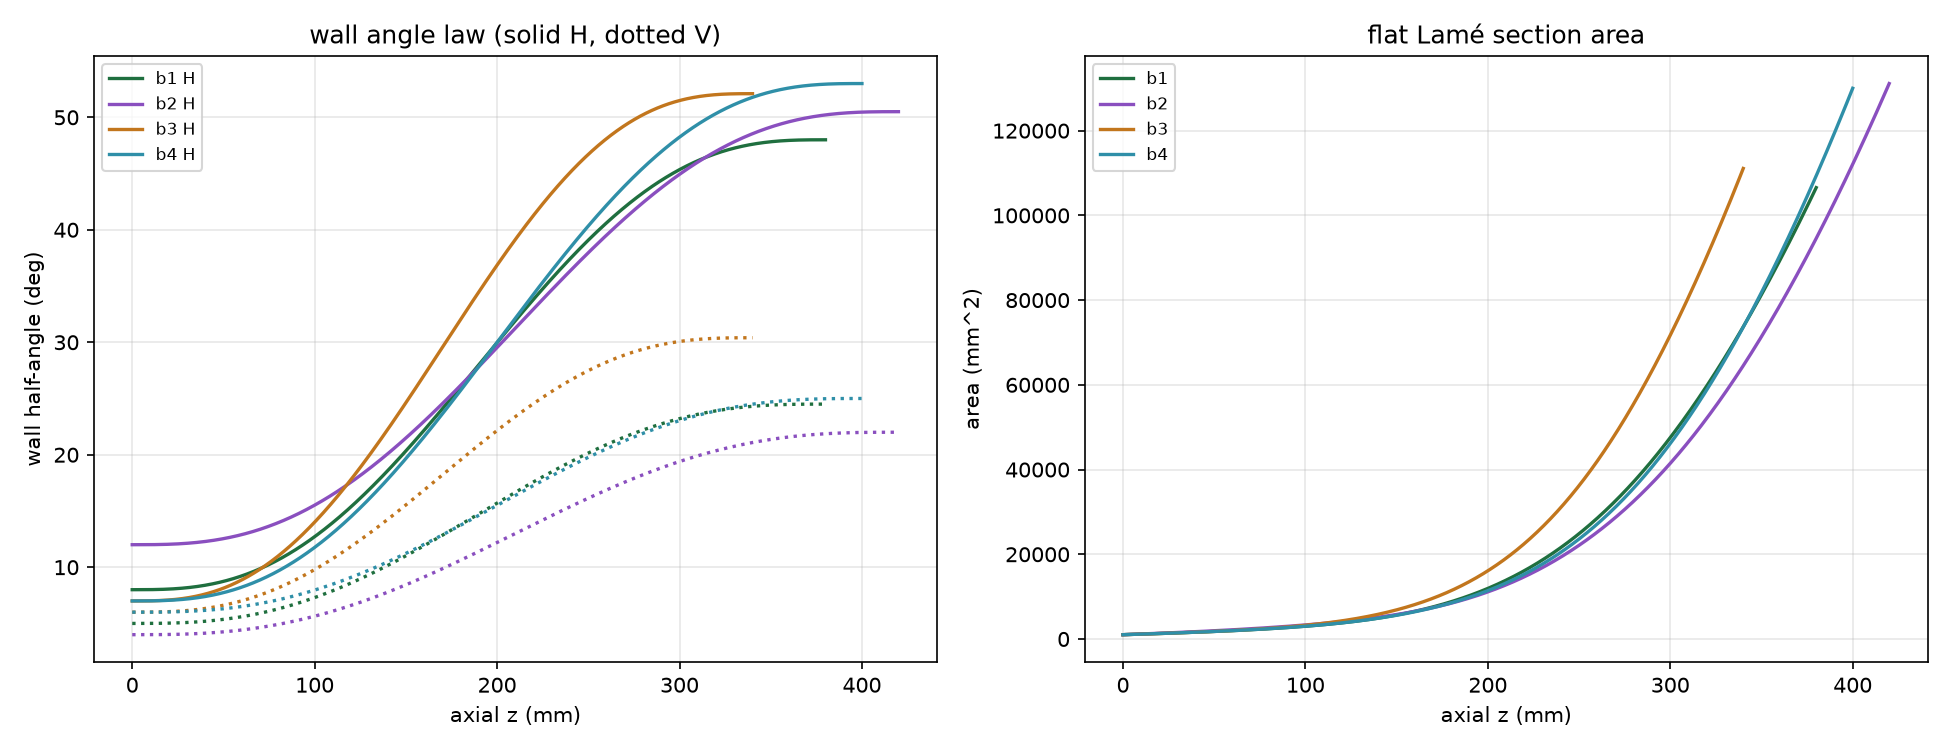 wall angle law (solid H, dotted V)
b1 H
b2 H
b3 H
b4 H
50
40
30
20
10
wall half-angle (deg)
0 100 200 300 400
axial z (mm)
flat Lamé section area
b1
b2
b3
b4
120000
100000
80000
60000
40000
20000
0
area (mm^2)
0 100 200 300 400
axial z (mm)